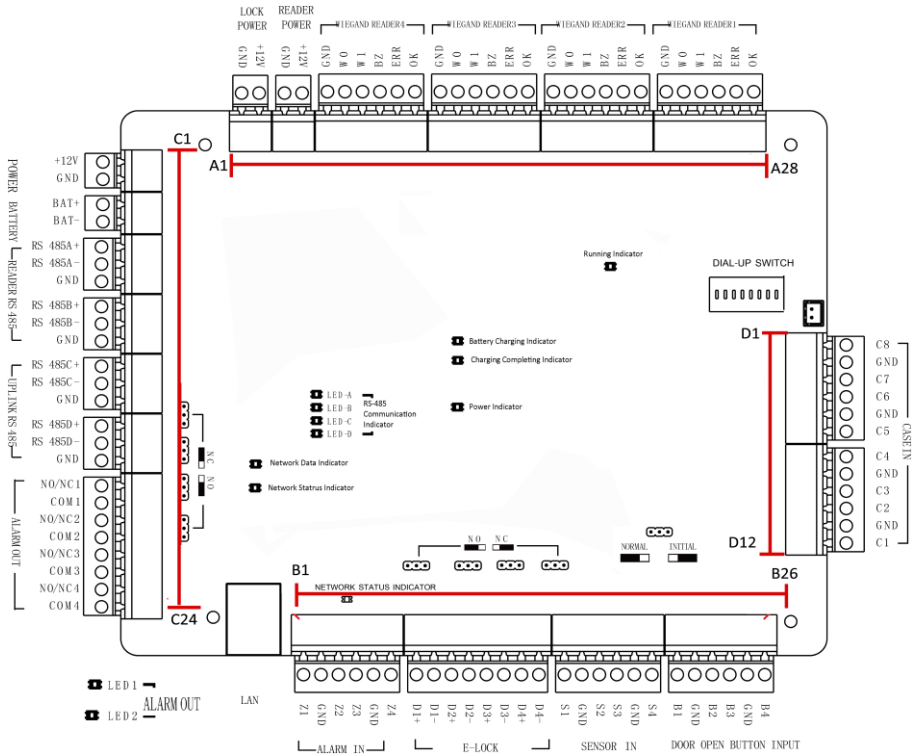 LOCK POWER
READER POWER
WIEGAND READER4
WIEGAND READER3
WIEGAND READER2
WIEGAND READER1
GND
+12V
GND
+12V
GND
W0
W1
BZ
ERR
OK
GND
W0
W1
BZ
ERR
OK
GND
W0
W1
BZ
ERR
OK
GND
W0
W1
BZ
ERR
OK
C1
A1
A28
POWER
+12V
GND
BATTERY
BAT+
BAT-
READER RS 485
RS 485A+
RS 485A-
GND
RS 485B+
RS 485B-
GND
UPLINK RS 485
RS 485C+
RS 485C-
GND
RS 485D+
RS 485D-
GND
ALARM OUT
NO/NC1
COM1
NO/NC2
COM2
NO/NC3
COM3
NO/NC4
COM4
NC
NO
C24
Running Indicator
DIAL-UP SWITCH
Battery Charging Indicator
Charging Completing Indicator
Power Indicator
LED-A
LED-B
LED-C
LED-D
RS-485
Communication
Indicator
Network Data Indicator
Network Statrus Indicator
D1
C8
GND
C7
C6
GND
C5
C4
GND
C3
C2
GND
C1
CASEIN
D12
NO
NC
NORMAL
INITIAL
B1
B26
NETWORK STATUS INDICATOR
LED1
LED2
ALARM OUT
LAN
Z1
GND
Z2
Z3
GND
Z4
D1+
D1-
D2+
D2-
D3+
D3-
D4+
D4-
S1
GND
S2
S3
GND
S4
B1
GND
B2
B3
GND
B4
ALARM IN
E-LOCK
SENSOR IN
DOOR OPEN BUTTON INPUT